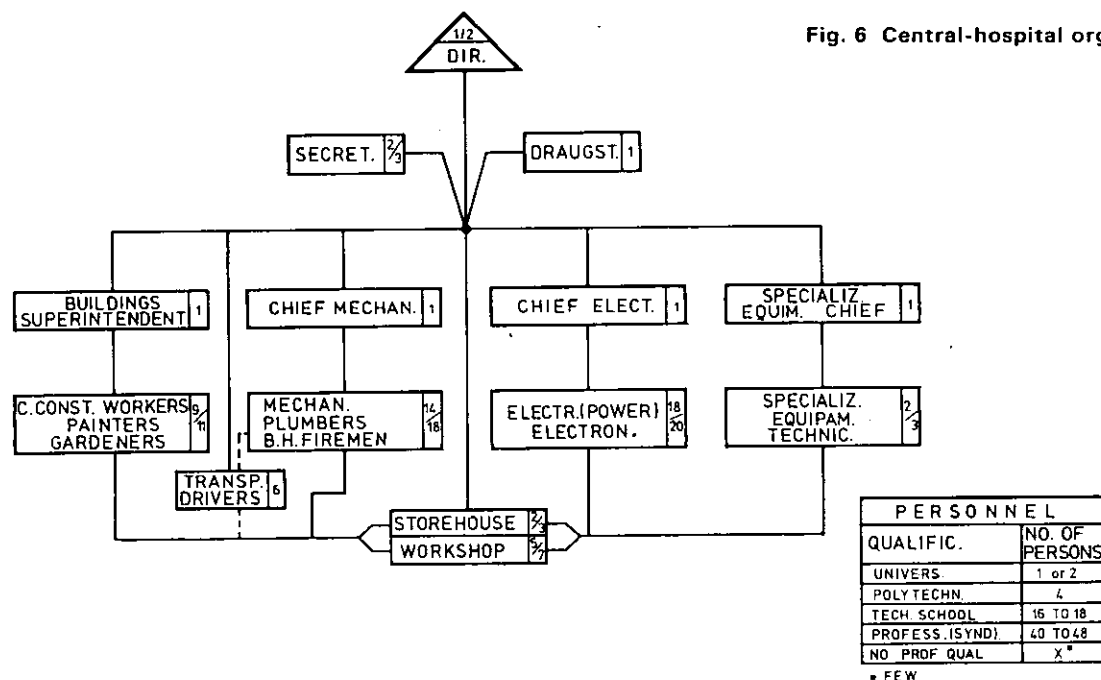 Fig. 6 Central-hospital org
1/2
DIR.
SECRET. 2/3
DRAUGST. 1
BUILDINGS
SUPERINTENDENT 1
CHIEF MECHAN. 1
CHIEF ELECT. 1
SPECIALIZ.
EQUIM. CHIEF 1
C.CONST. WORKERS
PAINTERS
GARDENERS 9/11
MECHAN.
PLUMBERS
B.H.FIREMEN 14/18
ELECTR.(POWER)
ELECTRON. 18/20
SPECIALIZ.
EQUIPAM.
TECHNIC. 2/3
TRANSP.
DRIVERS 6
STOREHOUSE 2/3
WORKSHOP 5/7
PERSONNEL
QUALIFIC. NO. OF PERSONS
UNIVERS. 1 or 2
POLYTECHN. 4
TECH. SCHOOL 16 TO 18
PROFESS.(SYND). 40 TO 48
NO PROF QUAL X*
* FEW